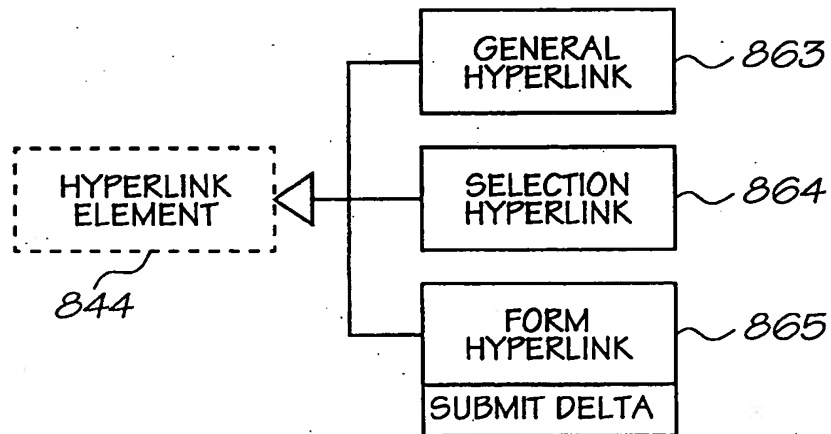 GENERAL
HYPERLINK
863
HYPERLINK
ELEMENT
844
SELECTION
HYPERLINK
864
FORM
HYPERLINK
865
SUBMIT DELTA